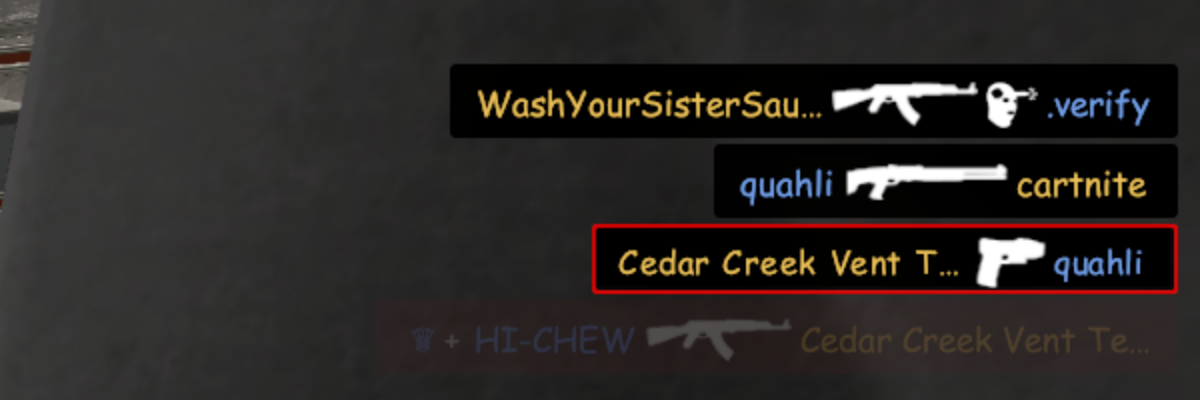 WashYourSisterSau... .verify
quahli cartnite
Cedar Creek Vent T... quahli
+ HI-CHEW Cedar Creek Vent Te...